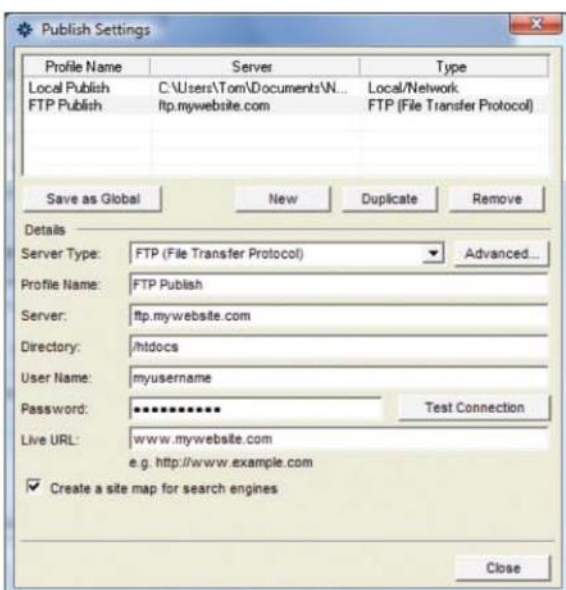 Publish Settings
Profile Name Server Type
Local Publish C:\Users\Tom\Documents\N... Local/Network
FTP Publish ftp.mywebsite.com FTP (File Transfer Protocol)
Save as Global New Duplicate Remove
Details
Server Type: FTP (File Transfer Protocol) Advanced...
Profile Name: FTP Publish
Server: ftp.mywebsite.com
Directory: /htdocs
User Name: myusername
Password: ●●●●●●●●●● Test Connection
Live URL: www.mywebsite.com
e.g. http://www.example.com
Create a site map for search engines
Close